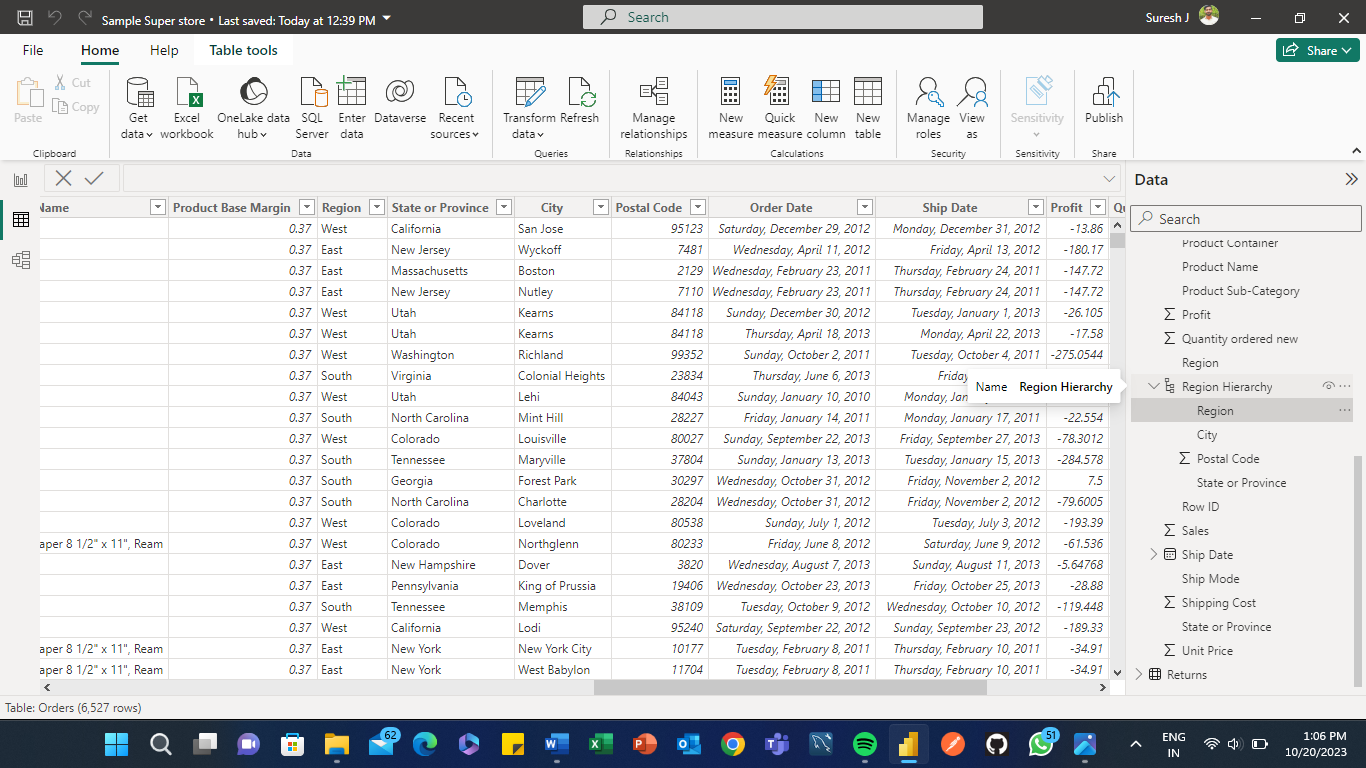 Sample Super store • Last saved: Today at 12:39 PM
Search
Suresh J
File Home Help Table tools
Share
Paste
Cut
Copy
Clipboard
Get data
Excel workbook
OneLake data hub
SQL Server
Enter data
Dataverse
Recent sources
Data
Transform data
Refresh
Queries
Manage relationships
Relationships
New measure
Quick measure
New column
New table
Calculations
Manage roles
View as
Security
Sensitivity
Sensitivity
Publish
Share
Name Product Base Margin Region State or Province City Postal Code Order Date Ship Date Profit
0.37 West California San Jose 95123 Saturday, December 29, 2012 Monday, December 31, 2012 -13.86
0.37 East New Jersey Wyckoff 7481 Wednesday, April 11, 2012 Friday, April 13, 2012 -180.17
0.37 East Massachusetts Boston 2129 Wednesday, February 23, 2011 Thursday, February 24, 2011 -147.72
0.37 East New Jersey Nutley 7110 Wednesday, February 23, 2011 Thursday, February 24, 2011 -147.72
0.37 West Utah Kearns 84118 Sunday, December 30, 2012 Tuesday, January 1, 2013 -26.105
0.37 West Utah Kearns 84118 Thursday, April 18, 2013 Monday, April 22, 2013 -17.58
0.37 West Washington Richland 99352 Sunday, October 2, 2011 Tuesday, October 4, 2011 -275.0544
0.37 South Virginia Colonial Heights 23834 Thursday, June 6, 2013 Friday
0.37 West Utah Lehi 84043 Sunday, January 10, 2010 Monday, Jan
0.37 South North Carolina Mint Hill 28227 Friday, January 14, 2011 Monday, January 17, 2011 -22.554
0.37 West Colorado Louisville 80027 Sunday, September 22, 2013 Friday, September 27, 2013 -78.3012
0.37 South Tennessee Maryville 37804 Sunday, January 13, 2013 Tuesday, January 15, 2013 -284.578
0.37 South Georgia Forest Park 30297 Wednesday, October 31, 2012 Friday, November 2, 2012 7.5
0.37 South North Carolina Charlotte 28204 Wednesday, October 31, 2012 Friday, November 2, 2012 -79.6005
0.37 West Colorado Loveland 80538 Sunday, July 1, 2012 Tuesday, July 3, 2012 -193.39
aper 8 1/2" x 11", Ream 0.37 West Colorado Northglenn 80233 Friday, June 8, 2012 Saturday, June 9, 2012 -61.536
0.37 East New Hampshire Dover 3820 Wednesday, August 7, 2013 Sunday, August 11, 2013 -5.64768
0.37 East Pennsylvania King of Prussia 19406 Wednesday, October 23, 2013 Friday, October 25, 2013 -28.88
0.37 South Tennessee Memphis 38109 Tuesday, October 9, 2012 Wednesday, October 10, 2012 -119.448
0.37 West California Lodi 95240 Saturday, September 22, 2012 Sunday, September 23, 2012 -189.33
aper 8 1/2" x 11", Ream 0.37 East New York New York City 10177 Tuesday, February 8, 2011 Thursday, February 10, 2011 -34.91
aper 8 1/2" x 11", Ream 0.37 East New York West Babylon 11704 Tuesday, February 8, 2011 Thursday, February 10, 2011 -34.91
Name Region Hierarchy
Data
Search
Product Container
Product Name
Product Sub-Category
Profit
Quantity ordered new
Region
Region Hierarchy
Region
City
Postal Code
State or Province
Row ID
Sales
Ship Date
Ship Mode
Shipping Cost
State or Province
Unit Price
Returns
Table: Orders (6,527 rows)
62
51
ENG
IN
1:06 PM
10/20/2023